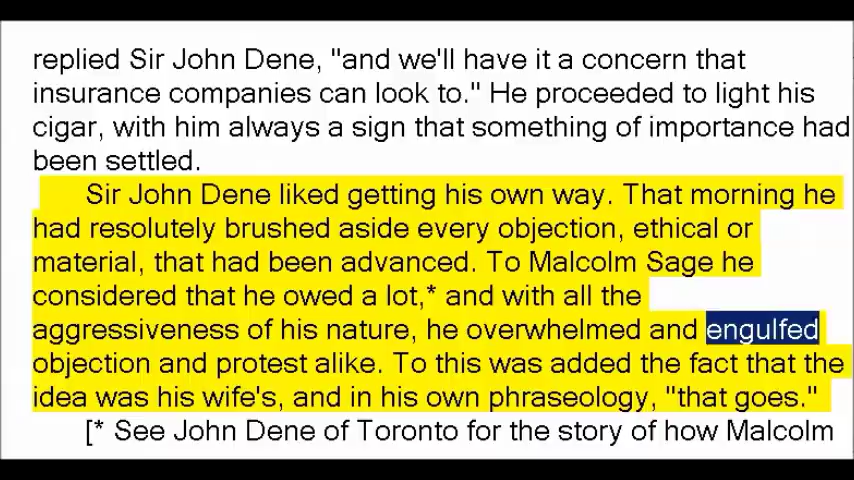 replied Sir John Dene, "and we'll have it a concern that
insurance companies can look to." He proceeded to light his
cigar, with him always a sign that something of importance had
been settled.
Sir John Dene liked getting his own way. That morning he
had resolutely brushed aside every objection, ethical or
material, that had been advanced. To Malcolm Sage he
considered that he owed a lot,* and with all the
aggressiveness of his nature, he overwhelmed and engulfed
objection and protest alike. To this was added the fact that the
idea was his wife's, and in his own phraseology, "that goes."
[* See John Dene of Toronto for the story of how Malcolm